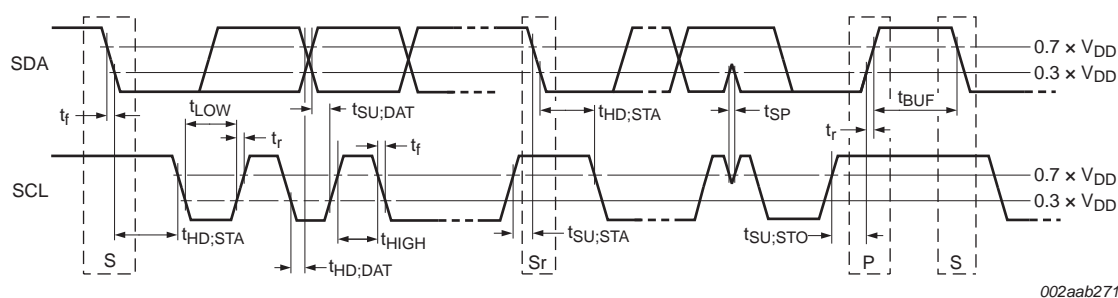 SDA
0.7 × VDD
0.3 × VDD
tf
tLOW
tr
tSU;DAT
tHD;STA
tSP
tr
tBUF
tf
SCL
0.7 × VDD
0.3 × VDD
tHD;STA
tHIGH
tSU;STA
tSU;STO
S
tHD;DAT
Sr
P
S
002aab271